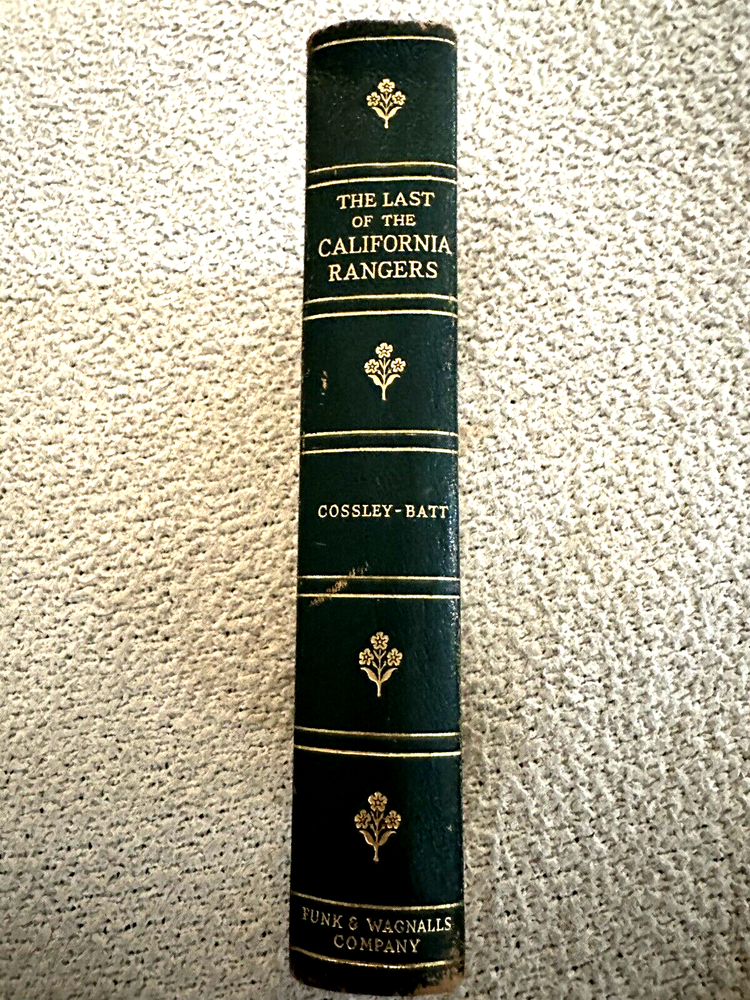 THE LAST
OF THE
CALIFORNIA
RANGERS
COSSLEY-BATT
FUNK & WAGNALLS
COMPANY